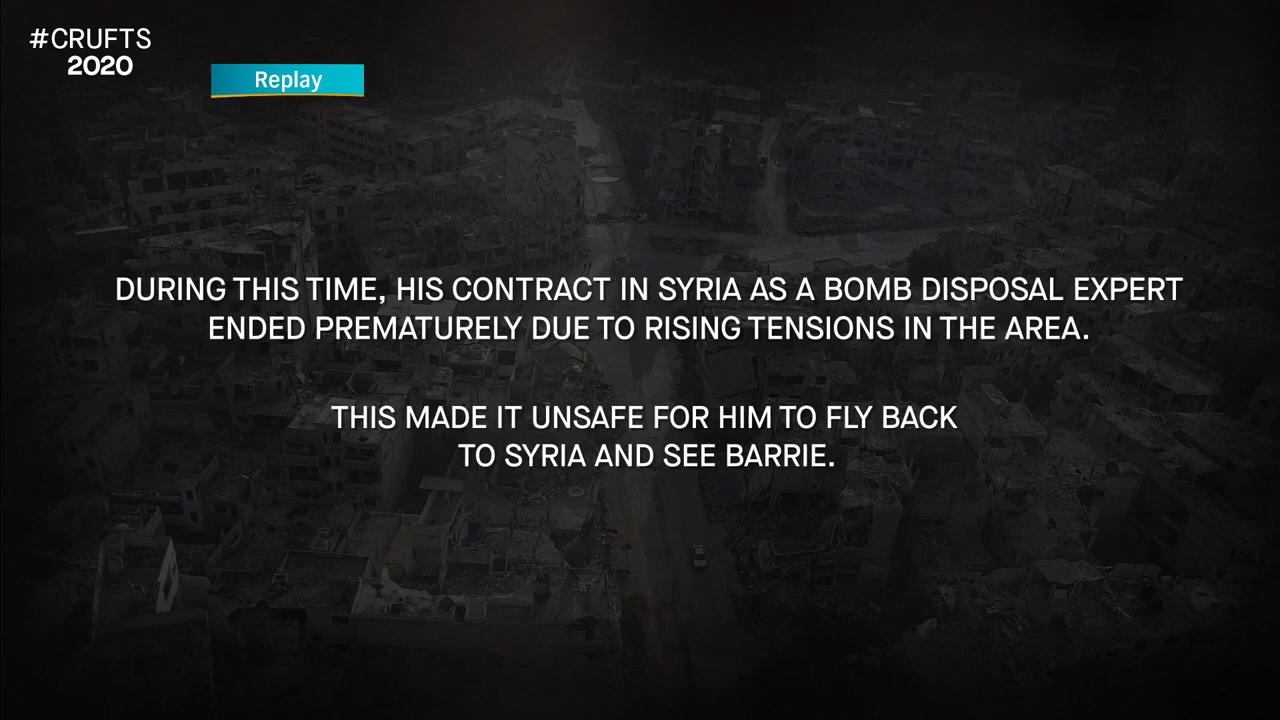 #CRUFTS
2020
Replay
DURING THIS TIME, HIS CONTRACT IN SYRIA AS A BOMB DISPOSAL EXPERT
ENDED PREMATURELY DUE TO RISING TENSIONS IN THE AREA.
THIS MADE IT UNSAFE FOR HIM TO FLY BACK
TO SYRIA AND SEE BARRIE.